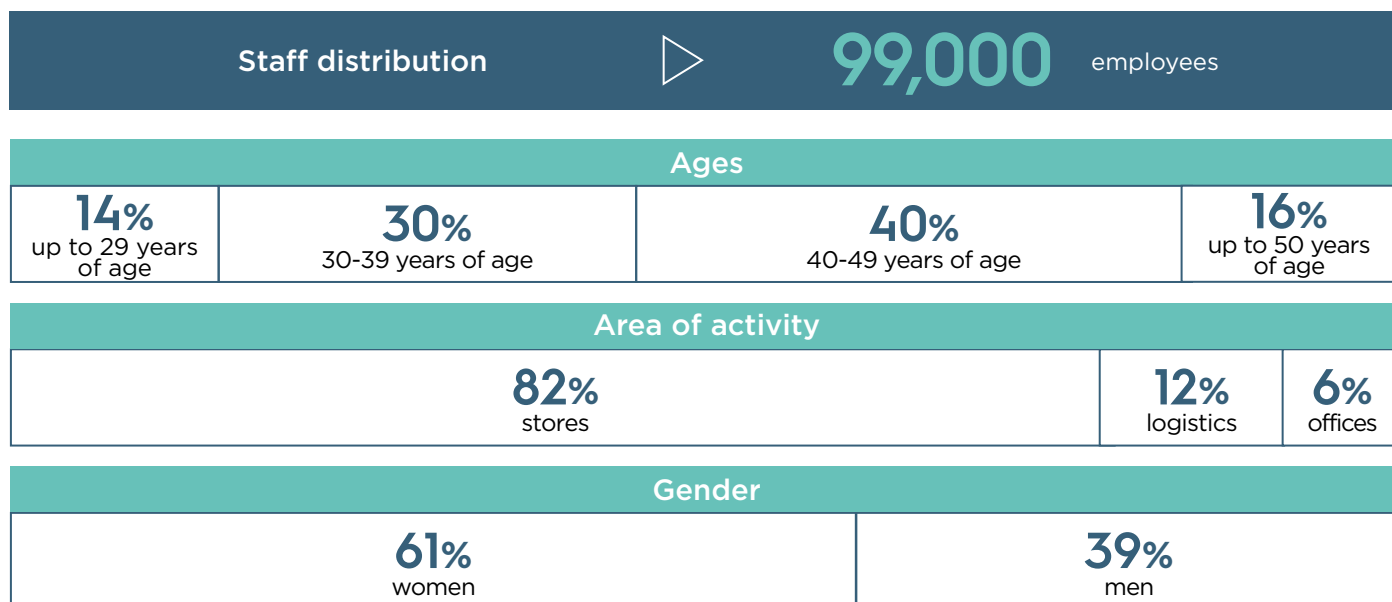 Staff distribution 99,000 employees
Ages
14% 30% 40% 16%
up to 29 years of age 30-39 years of age 40-49 years of age up to 50 years of age
Area of activity
82% 12% 6%
stores logistics offices
Gender
61% 39%
women men